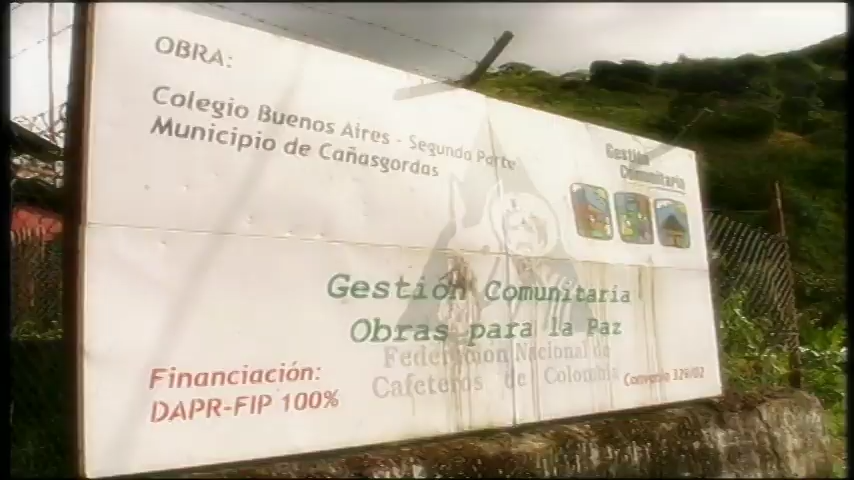 OBRA:
Colegio Buenos Aires - Segunda Parte
Municipio de Cañasgordas
Gestión
Comunitaria
Gestión Comunitaria
Obras para la Paz
Federación Nacional de
Cafeteros de Colombia
Financiación:
DAPR-FIP 100%
Convenio 329/02